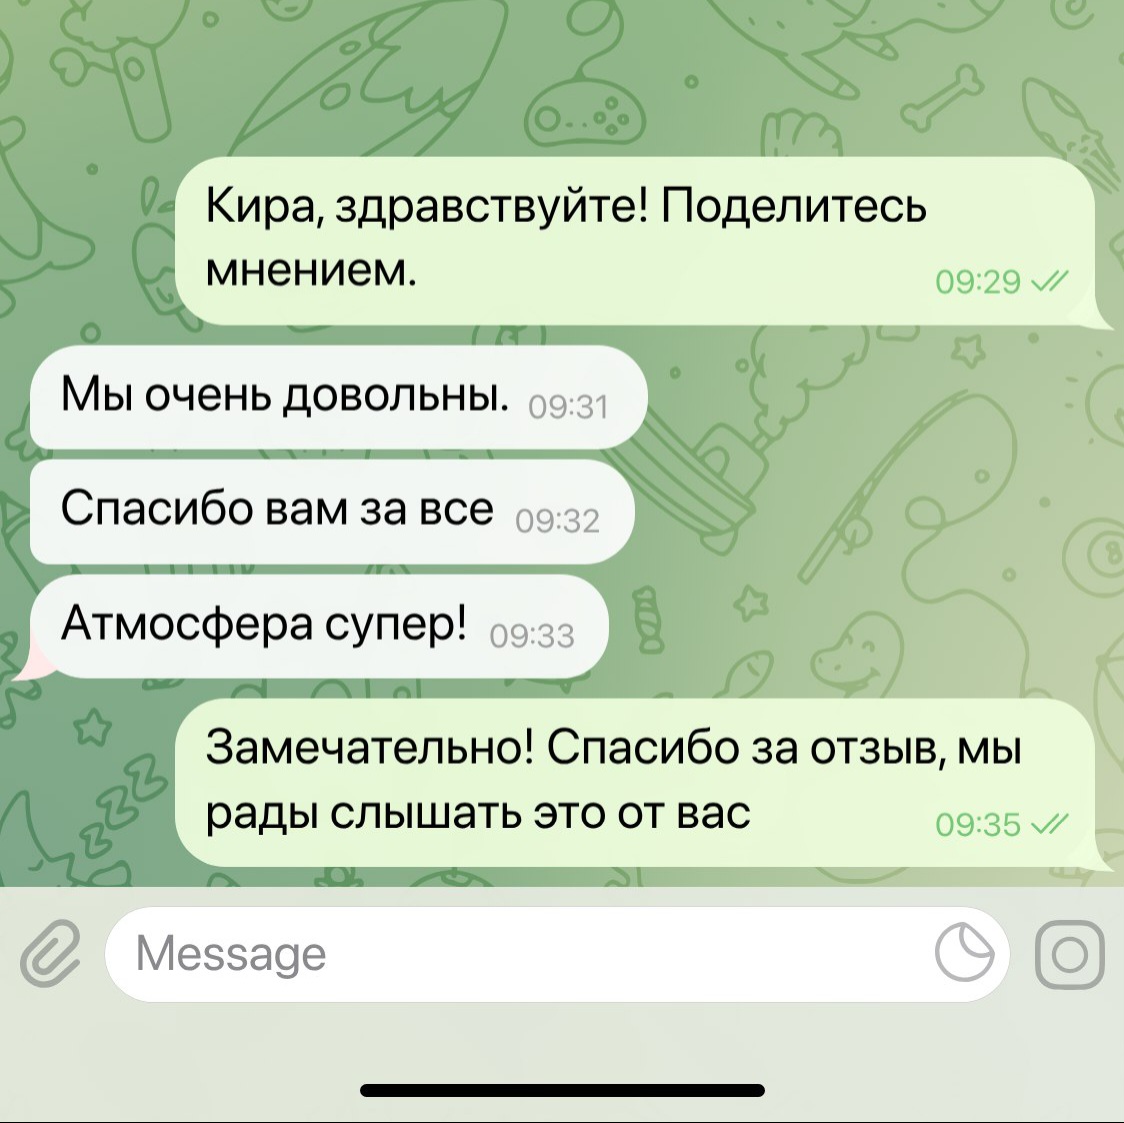 Кира, здравствуйте! Поделитесь
мнением.
09:29
Мы очень довольны. 09:31
Спасибо вам за все 09:32
Атмосфера супер! 09:33
Замечательно! Спасибо за отзыв, мы
рады слышать это от вас
09:35
Message